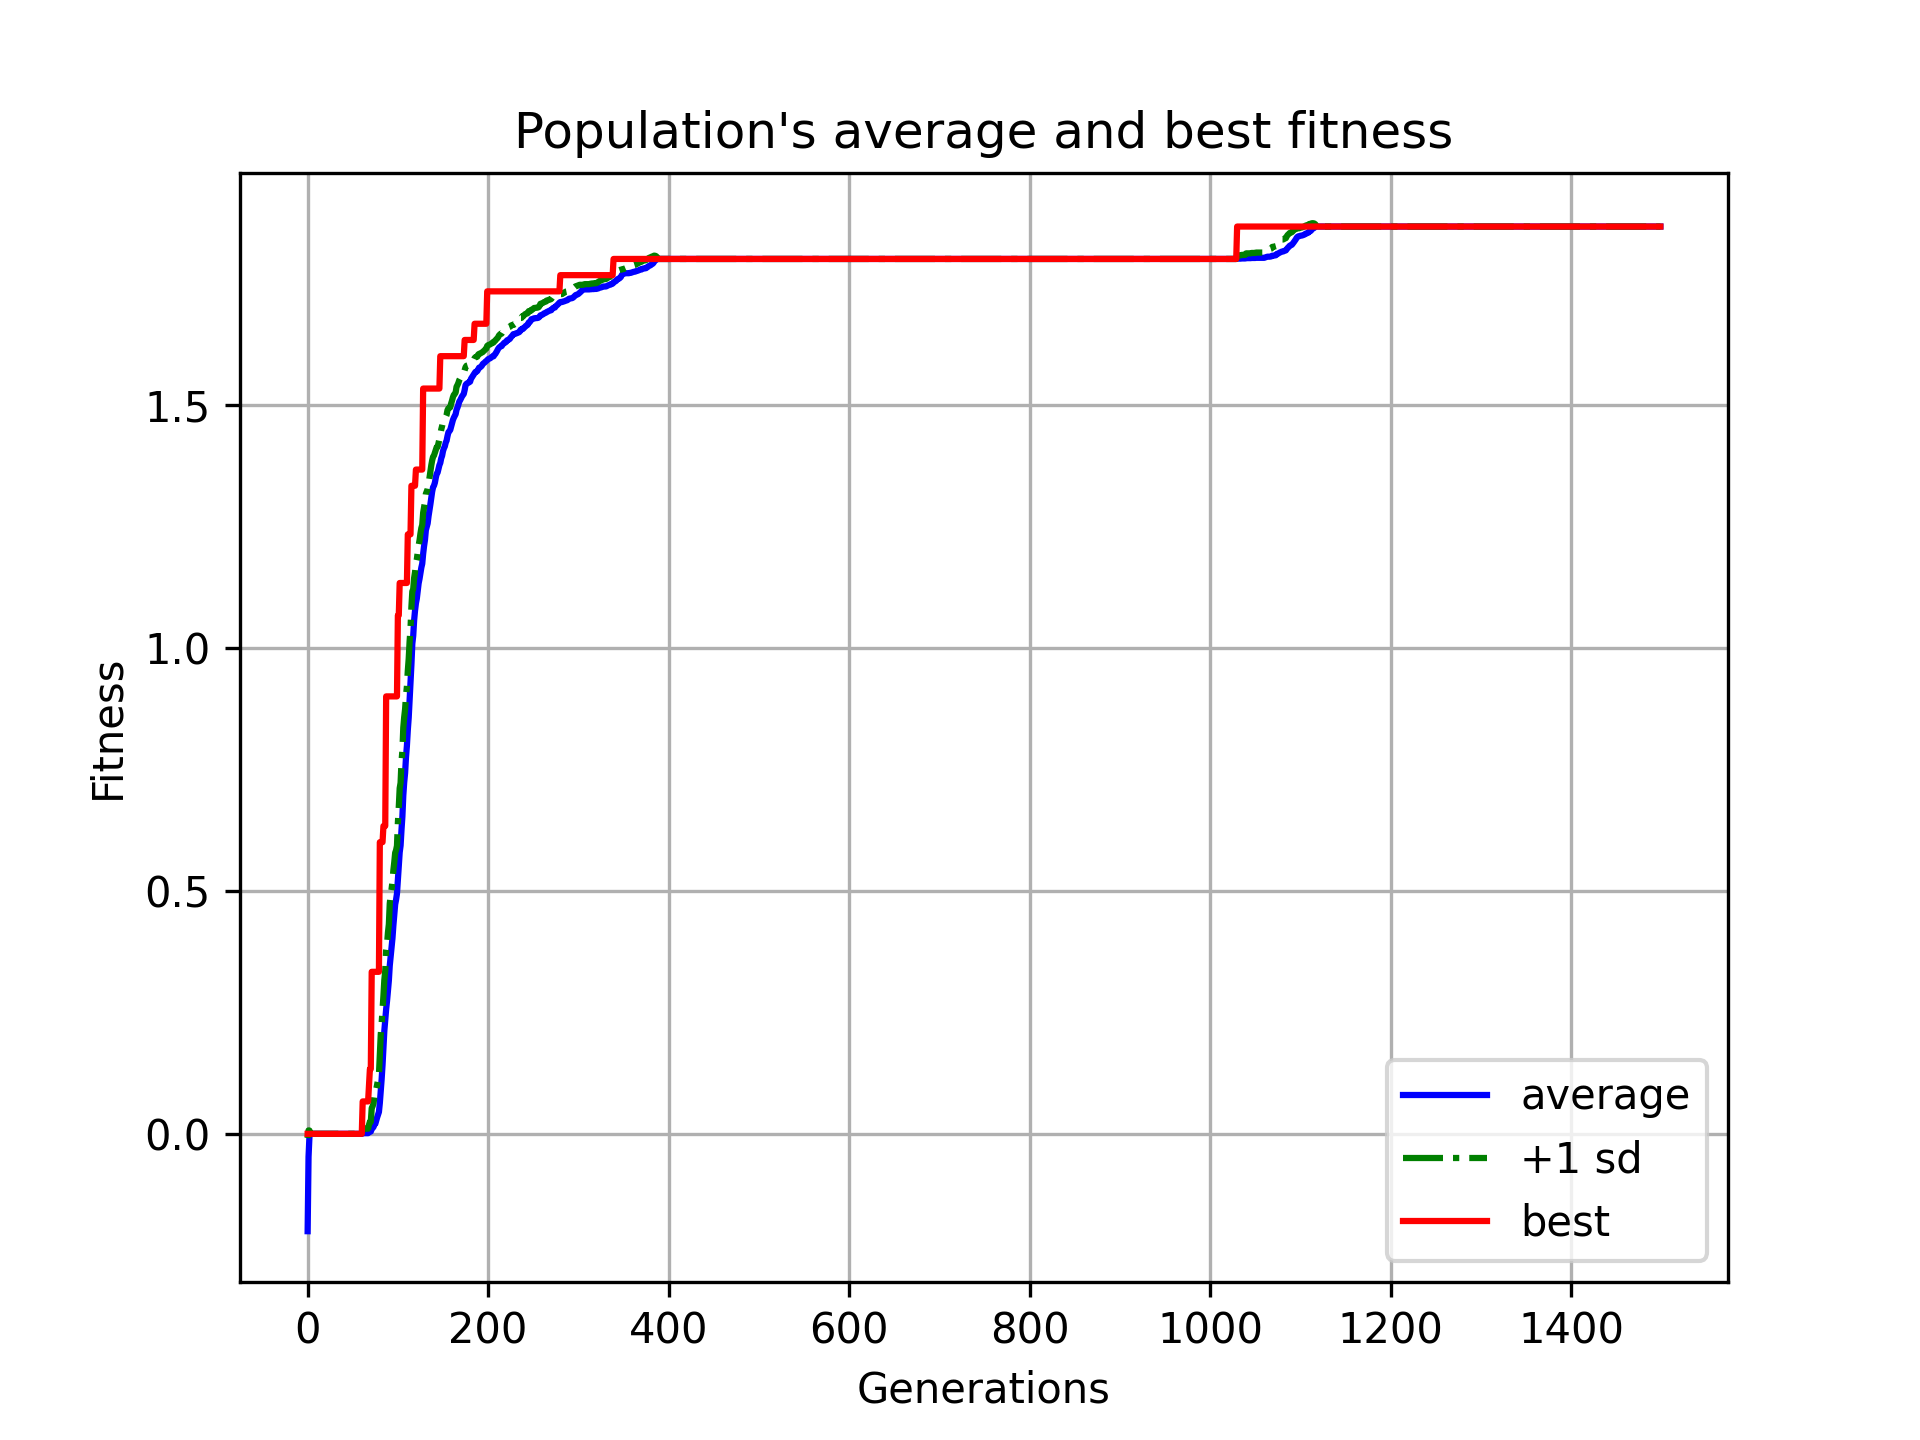 Population's average and best fitness
Fitness
1.5
1.0
0.5
0.0
average
+1 sd
best
0 200 400 600 800 1000 1200 1400
Generations